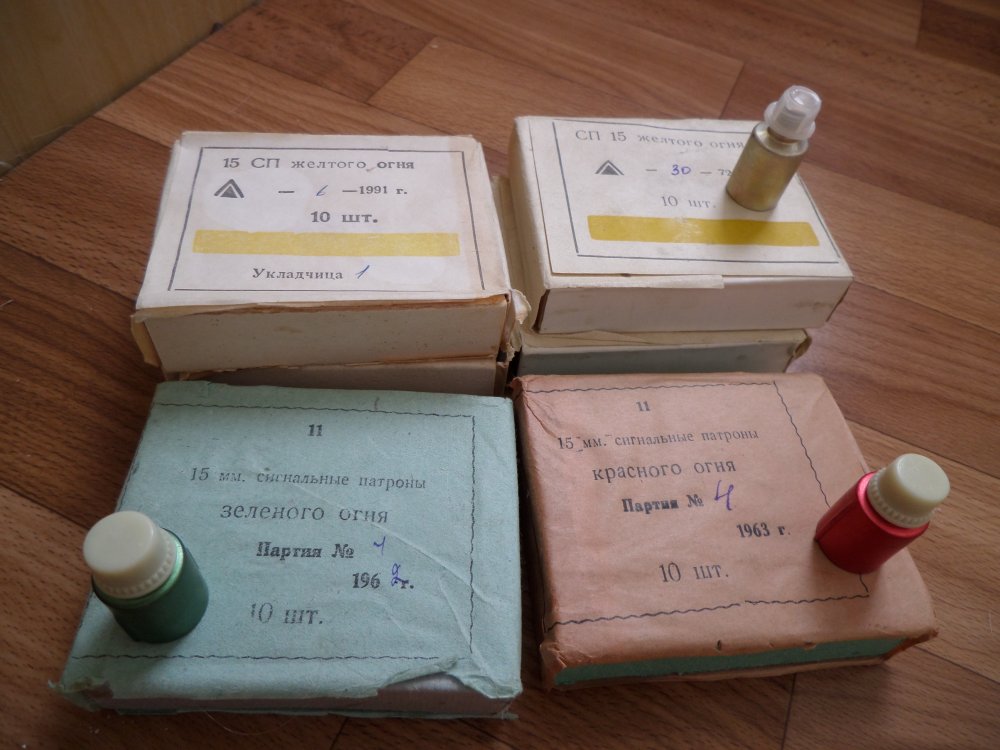 15 СП желтого огня
— 6 —1991 г.
10 шт.
Укладчица 1
СП 15 желтого огня
— 30 — 72
10 шт.
11
15 мм. сигнальные патроны
зеленого огня
Партия №
196 г.
10 шт.
11
15 мм. сигнальные патроны
красного огня
Партия № 4
1963 г.
10 шт.